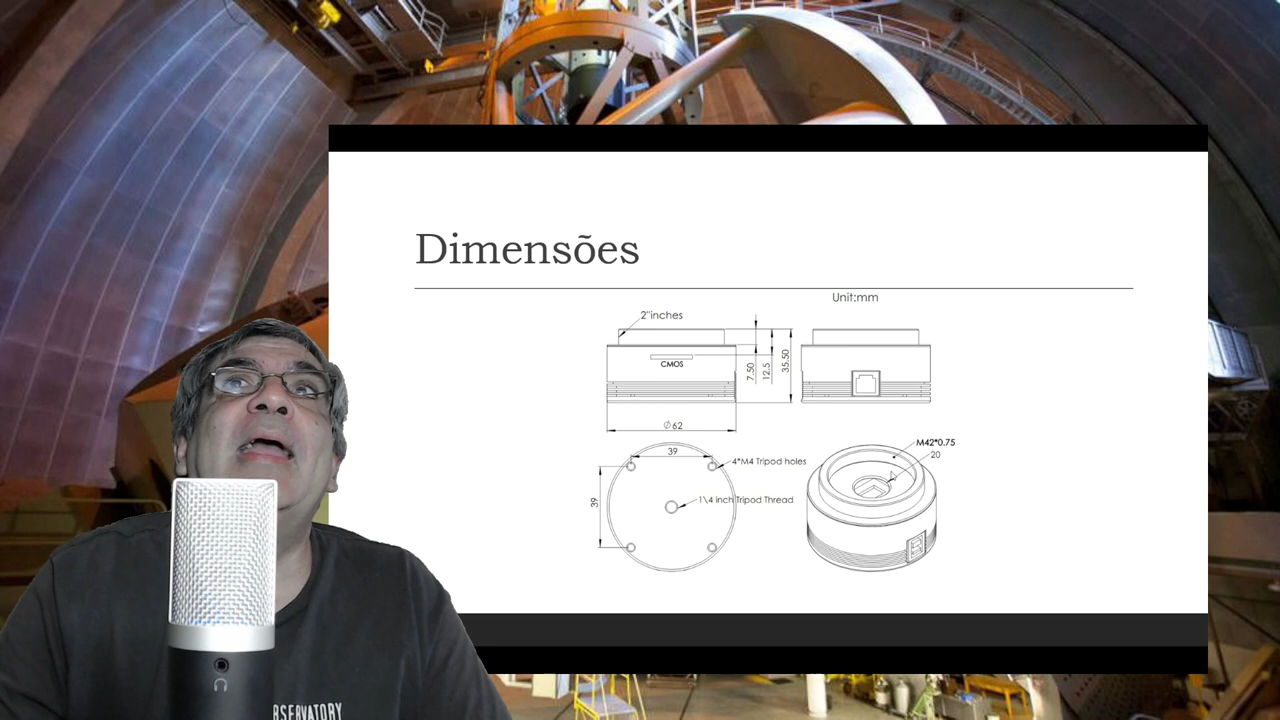 Dimensões
Unit:mm
2"inches
CMOS
7.50
12.5
35.50
∅62
39
4*M4 Tripod holes
39
1\4 inch Tripod Thread
M42*0.75
20